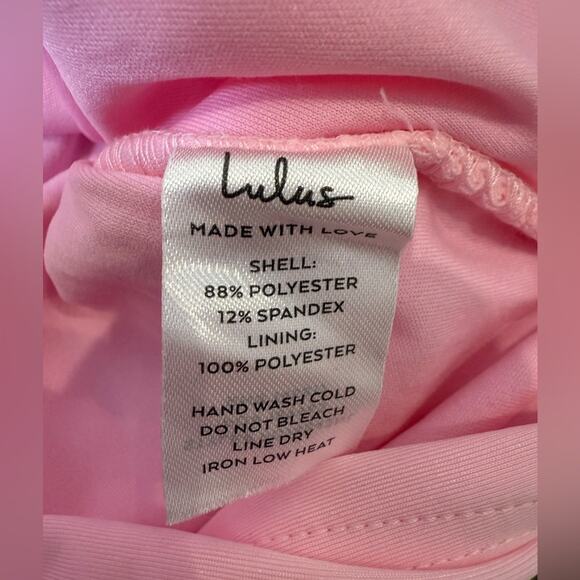 Lulus
MADE WITH LOVE
SHELL:
88% POLYESTER
12% SPANDEX
LINING:
100% POLYESTER
HAND WASH COLD
DO NOT BLEACH
LINE DRY
IRON LOW HEAT